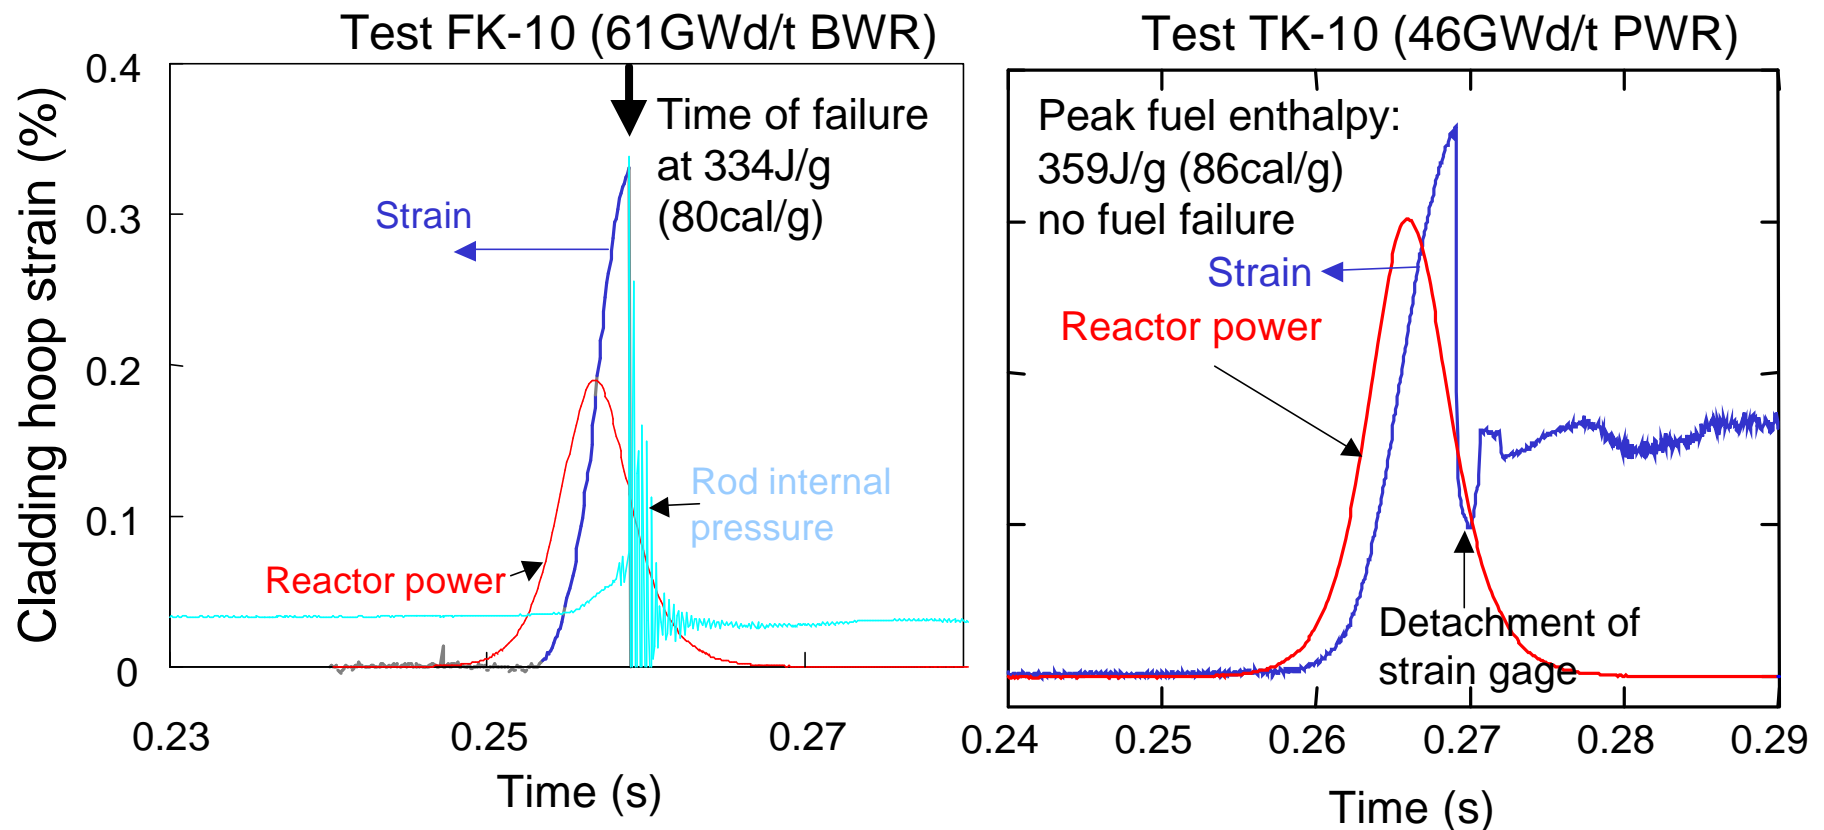 Test FK-10 (61GWd/t BWR)
Cladding hoop strain (%)
0.4
0.3
0.2
0.1
0
Time of failure
at 334J/g
(80cal/g)
Strain
Rod internal
pressure
Reactor power
0.23
0.25
0.27
Time (s)
Test TK-10 (46GWd/t PWR)
Peak fuel enthalpy:
359J/g (86cal/g)
no fuel failure
Strain
Reactor power
Detachment of
strain gage
0.24
0.25
0.26
0.27
0.28
0.29
Time (s)